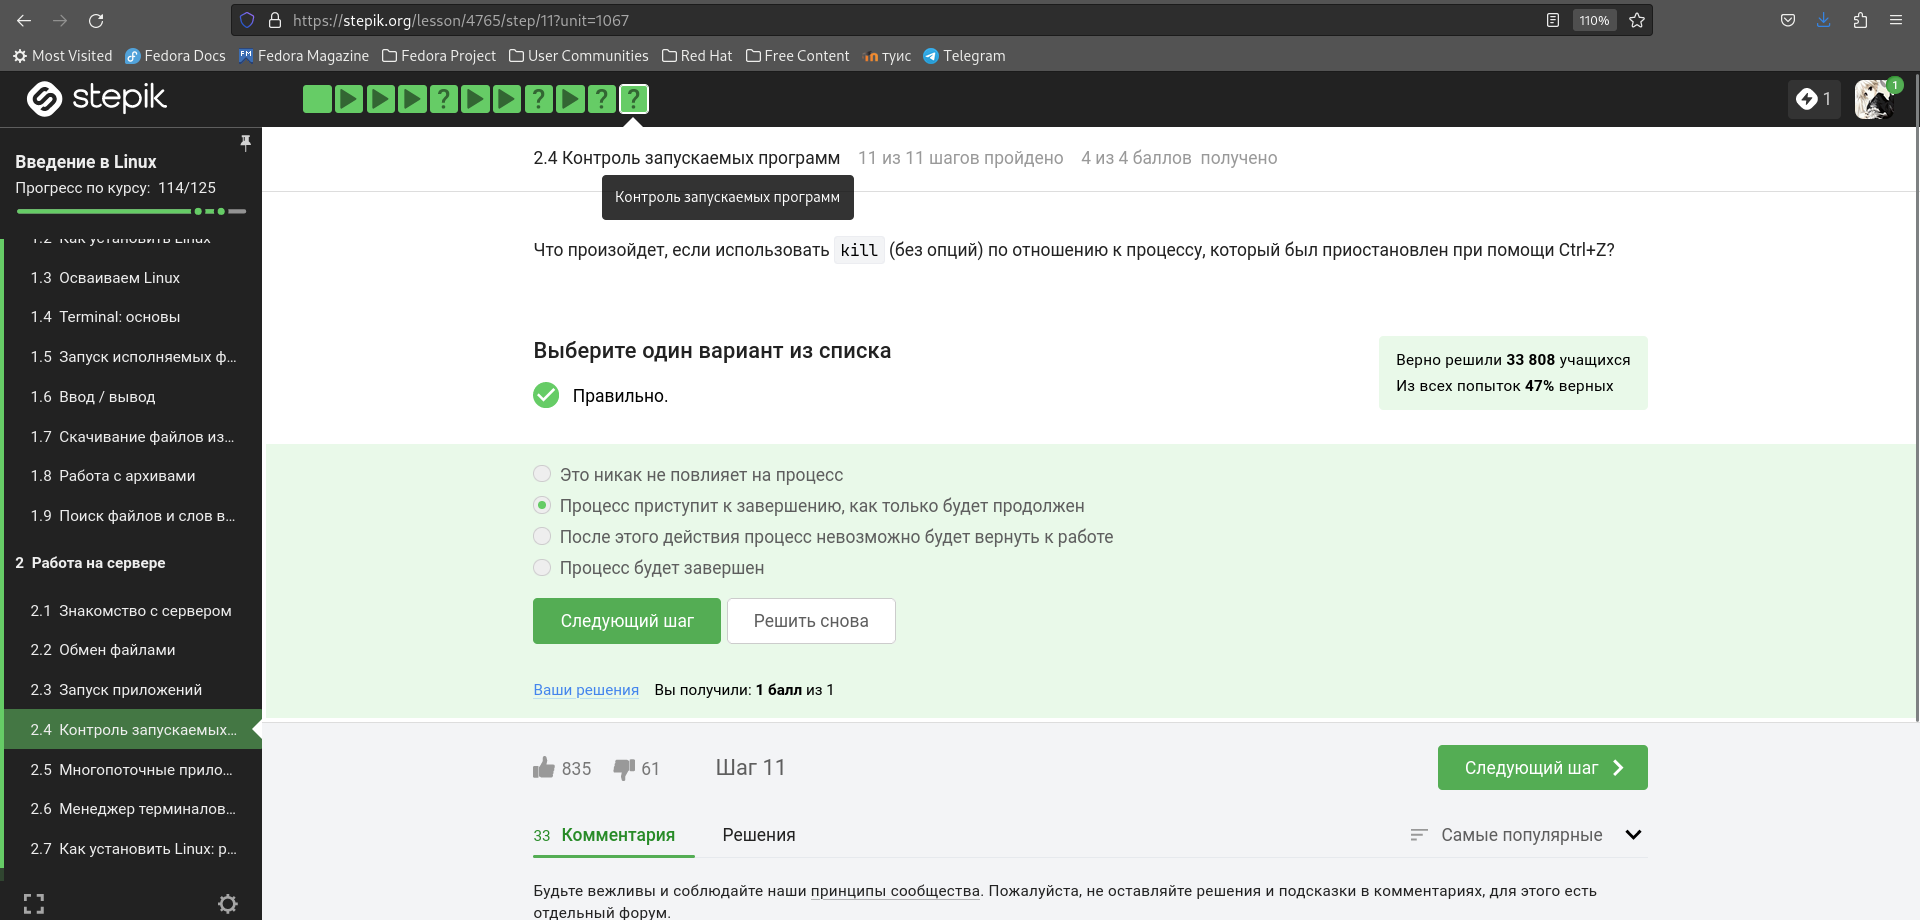 https://stepik.org/lesson/4765/step/11?unit=1067
110%
Most Visited
Fedora Docs
Fedora Magazine
Fedora Project
User Communities
Red Hat
Free Content
туис
Telegram
stepik
1
1
Введение в Linux
Прогресс по курсу: 114/125
1.2 Как установить Linux
1.3 Осваиваем Linux
1.4 Terminal: основы
1.5 Запуск исполняемых ф...
1.6 Ввод / вывод
1.7 Скачивание файлов из...
1.8 Работа с архивами
1.9 Поиск файлов и слов в...
2 Работа на сервере
2.1 Знакомство с сервером
2.2 Обмен файлами
2.3 Запуск приложений
2.4 Контроль запускаемых...
2.5 Многопоточные прило...
2.6 Менеджер терминалов...
2.7 Как установить Linux: р...
2.4 Контроль запускаемых программ 11 из 11 шагов пройдено 4 из 4 баллов получено
Контроль запускаемых программ
Что произойдет, если использовать kill (без опций) по отношению к процессу, который был приостановлен при помощи Ctrl+Z?
Выберите один вариант из списка
Правильно.
Верно решили 33 808 учащихся
Из всех попыток 47% верных
Это никак не повлияет на процесс
Процесс приступит к завершению, как только будет продолжен
После этого действия процесс невозможно будет вернуть к работе
Процесс будет завершен
Следующий шаг
Решить снова
Ваши решения Вы получили: 1 балл из 1
835
61
Шаг 11
Следующий шаг
33 Комментария
Решения
Самые популярные
Будьте вежливы и соблюдайте наши принципы сообщества. Пожалуйста, не оставляйте решения и подсказки в комментариях, для этого есть
отдельный форум.